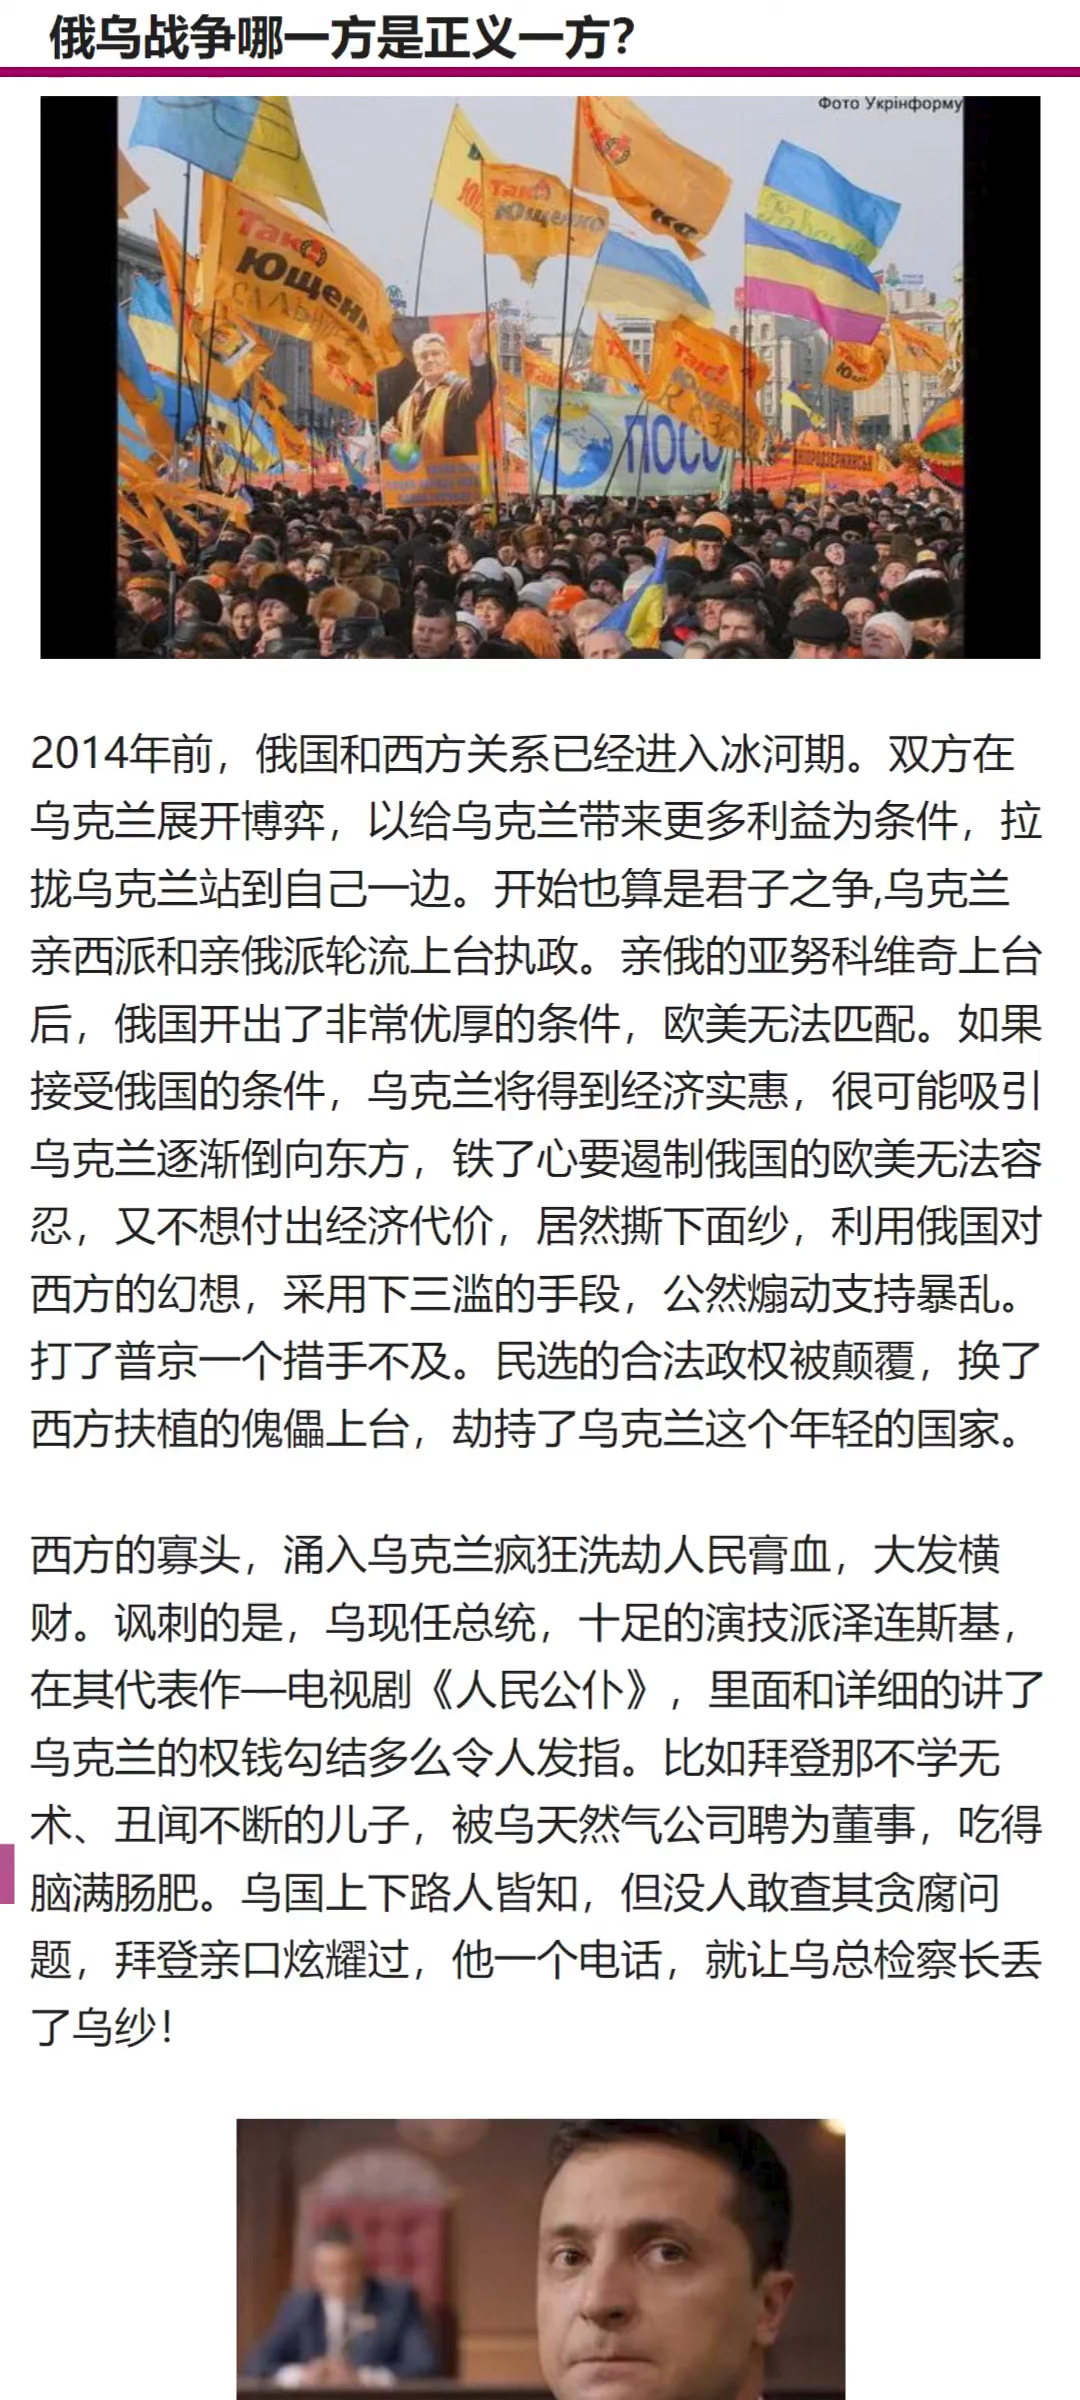 俄乌战争哪一方是正义一方？
Фото Укрінформу
Так!
Ющенко
Так!
Ющенко
ПОСО
ДНІПРОДЗЕРЖИНСЬК
2014年前，俄国和西方关系已经进入冰河期。双方在
乌克兰展开博弈，以给乌克兰带来更多利益为条件，拉
拢乌克兰站到自己一边。开始也算是君子之争,乌克兰
亲西派和亲俄派轮流上台执政。亲俄的亚努科维奇上台
后，俄国开出了非常优厚的条件，欧美无法匹配。如果
接受俄国的条件，乌克兰将得到经济实惠，很可能吸引
乌克兰逐渐倒向东方，铁了心要遏制俄国的欧美无法容
忍，又不想付出经济代价，居然撕下面纱，利用俄国对
西方的幻想，采用下三滥的手段，公然煽动支持暴乱。
打了普京一个措手不及。民选的合法政权被颠覆，换了
西方扶植的傀儡上台，劫持了乌克兰这个年轻的国家。
西方的寡头，涌入乌克兰疯狂洗劫人民膏血，大发横
财。讽刺的是，乌现任总统，十足的演技派泽连斯基，
在其代表作—电视剧《人民公仆》，里面和详细的讲了
乌克兰的权钱勾结多么令人发指。比如拜登那不学无
术、丑闻不断的儿子，被乌天然气公司聘为董事，吃得
脑满肠肥。乌国上下路人皆知，但没人敢查其贪腐问
题，拜登亲口炫耀过，他一个电话，就让乌总检察长丢
了乌纱！